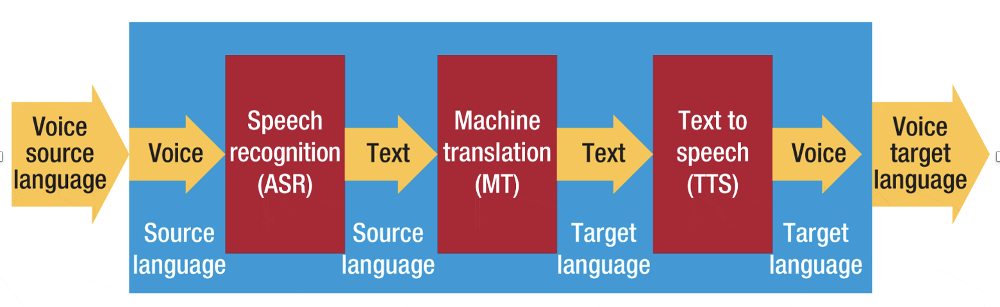 Voice
source
language
Voice
Source
language
Speech
recognition
(ASR)
Text
Source
language
Machine
translation
(MT)
Text
Target
language
Text to
speech
(TTS)
Voice
Target
language
Voice
target
language